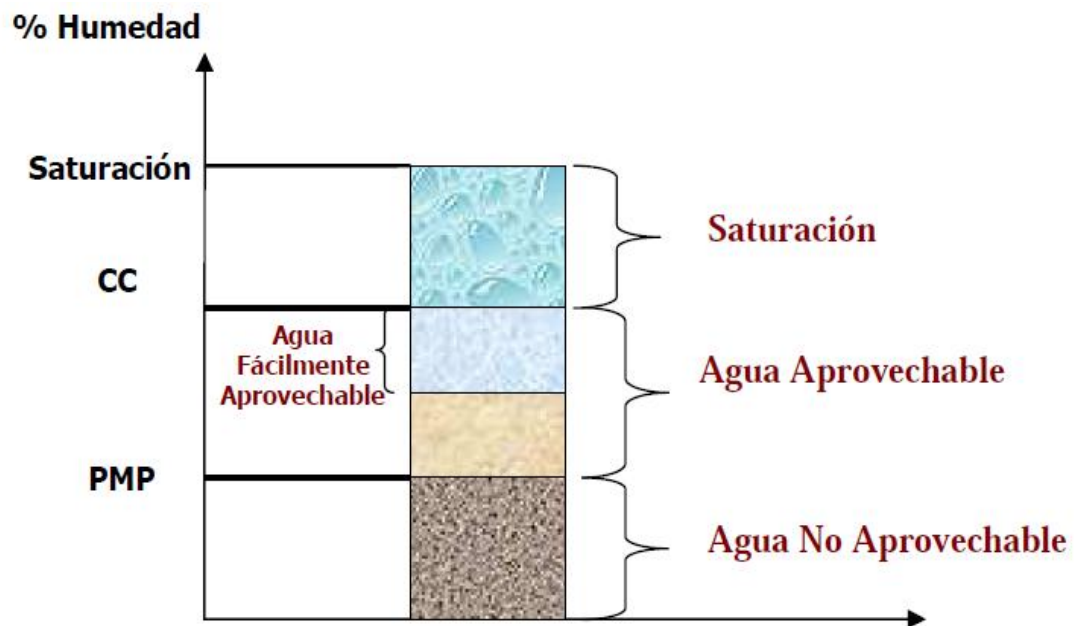 % Humedad
Saturación
Saturación
CC
Agua
Fácilmente
Aprovechable
Agua Aprovechable
PMP
Agua No Aprovechable